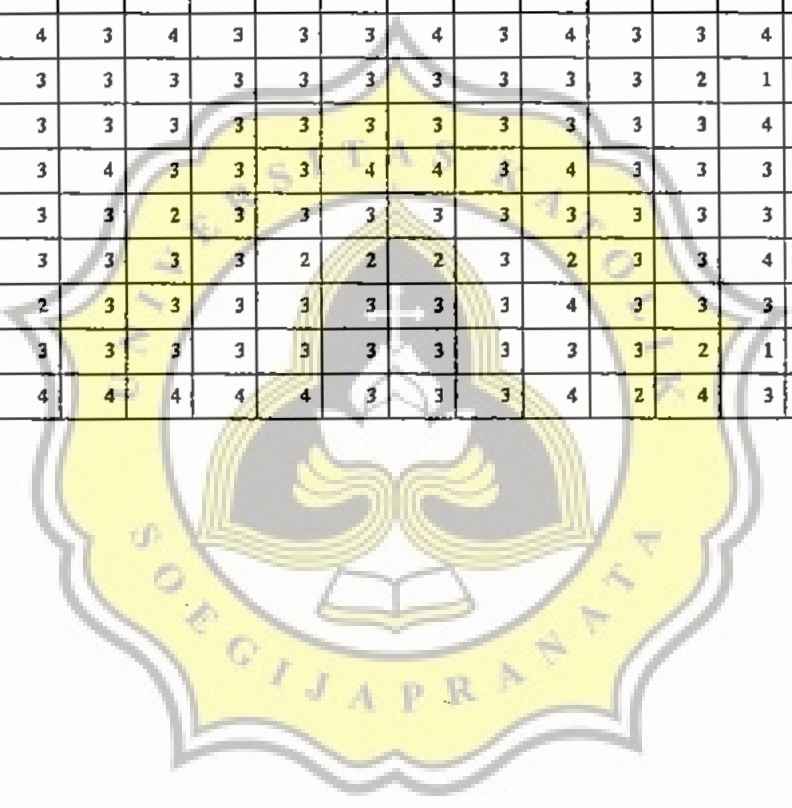 4 3 4 3 3 3 4 3 4 3 3 4
3 3 3 3 3 3 3 3 3 3 2 1
3 3 3 3 3 3 3 3 3 3 3 4
3 4 3 3 3 4 4 3 4 3 3 3
3 3 2 3 3 3 3 3 3 3 3 3
3 3 3 3 2 2 2 3 2 3 3 4
2 3 3 3 3 3 3 3 4 3 3 3
3 3 3 3 3 3 3 3 3 3 2 1
4 4 4 4 4 3 3 3 4 2 4 3
UNIVERSITAS KATOLIK
SOEGIJAPRANATA